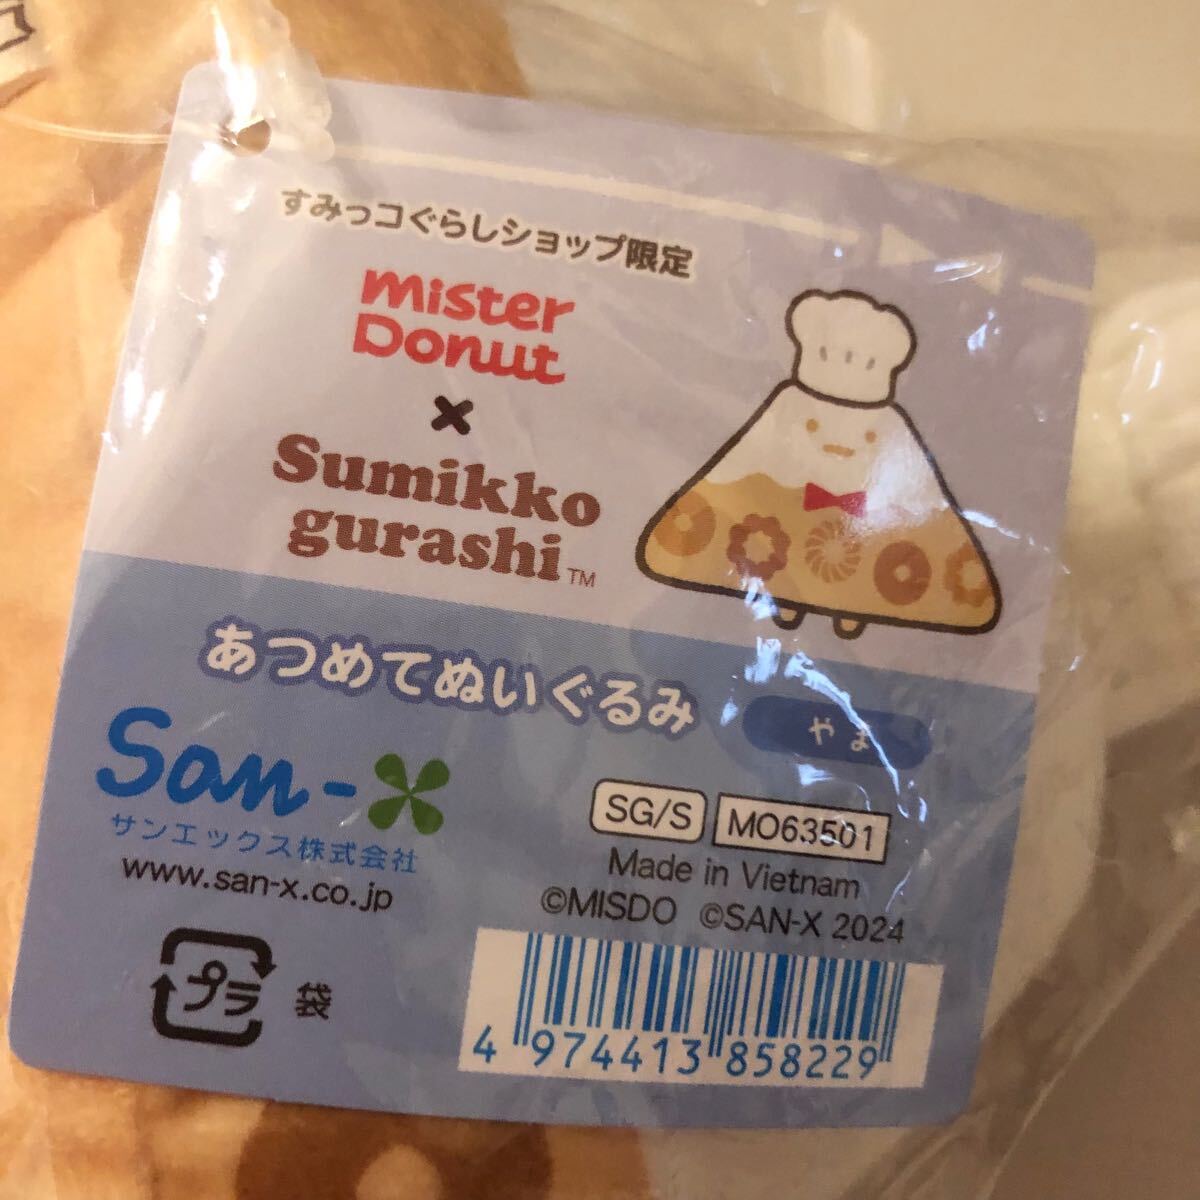 すみっコぐらしショップ限定
mister
Donut
×
Sumikko
gurashi™
あつめてぬいぐるみ
やま
San-X
サンエックス株式会社
www.san-x.co.jp
SG/S
MO63501
Made in Vietnam
©MISDO ©SAN-X 2024
プラ 袋
4 974413 858229